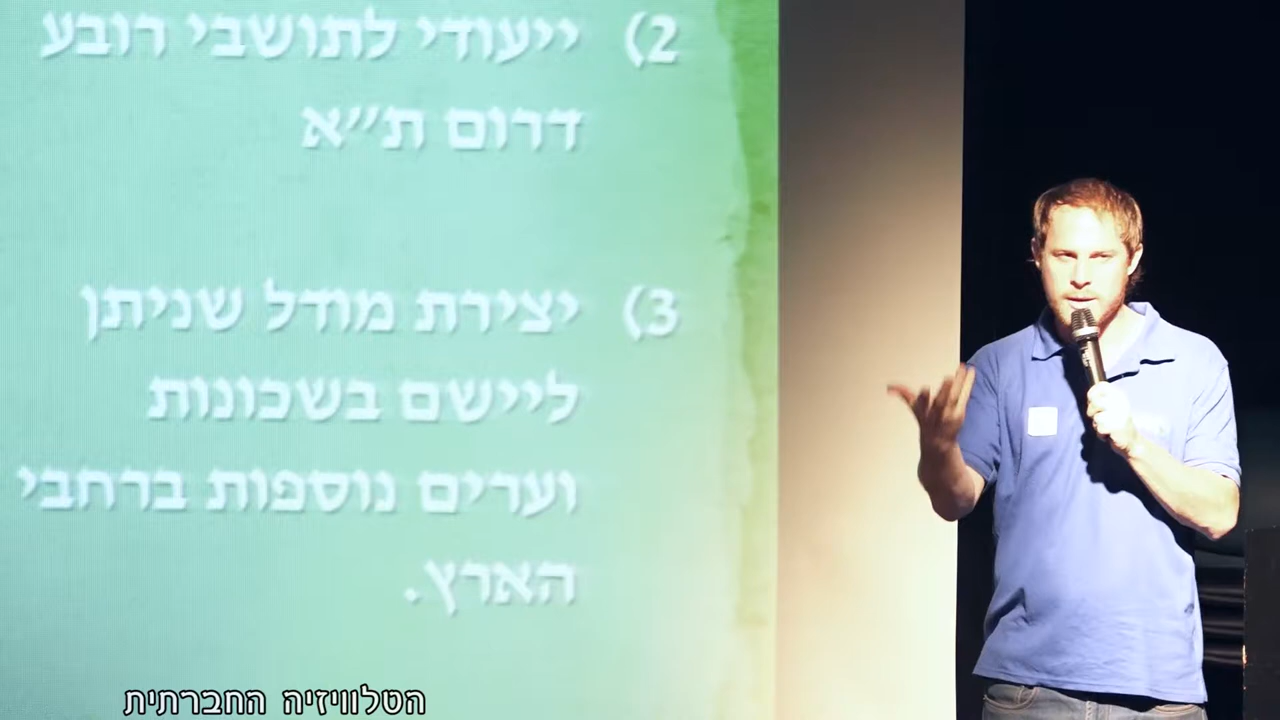 2) ייעודי לתושבי רובע
דרום ת״א
3) יצירת מודל שניתן
ליישם בשכונות
וערים נוספות ברחבי
הארץ.
הטלוויזיה החברתית